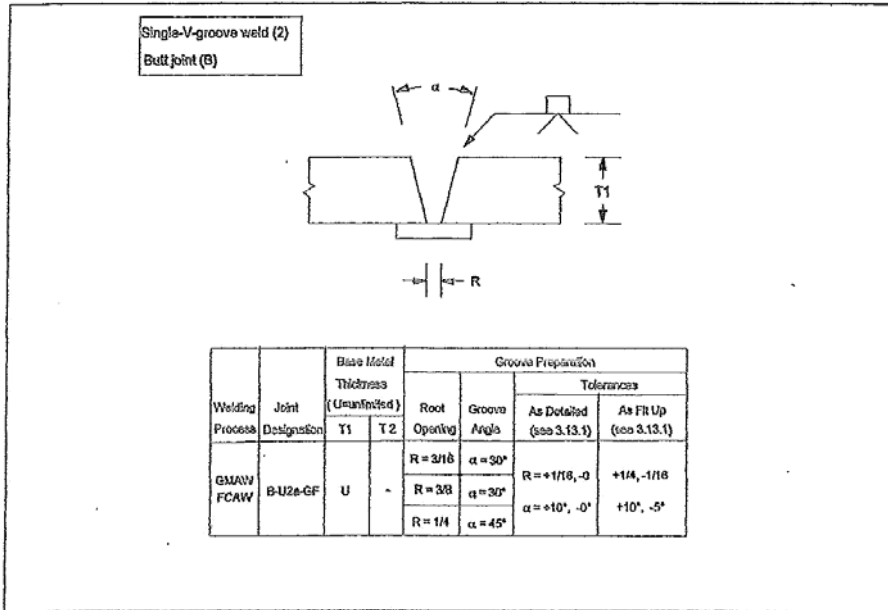 Single-V-groove weld (2)
Butt joint (B)
α
T1
R
Base Metal
Thickness
(U=unlimited)
Groove Preparation
Tolerances
Welding
Process
Joint
Designation
T1
T2
Root
Opening
Groove
Angle
As Detailed
(see 3.13.1)
As Fit Up
(see 3.13.1)
GMAW
FCAW
B-U2a-GF
U
-
R = 3/16
α = 30°
R = 3/8
α = 30°
R = 1/4
α = 45°
R = +1/16, -0
α = +10°, -0°
+1/4, -1/16
+10°, -5°